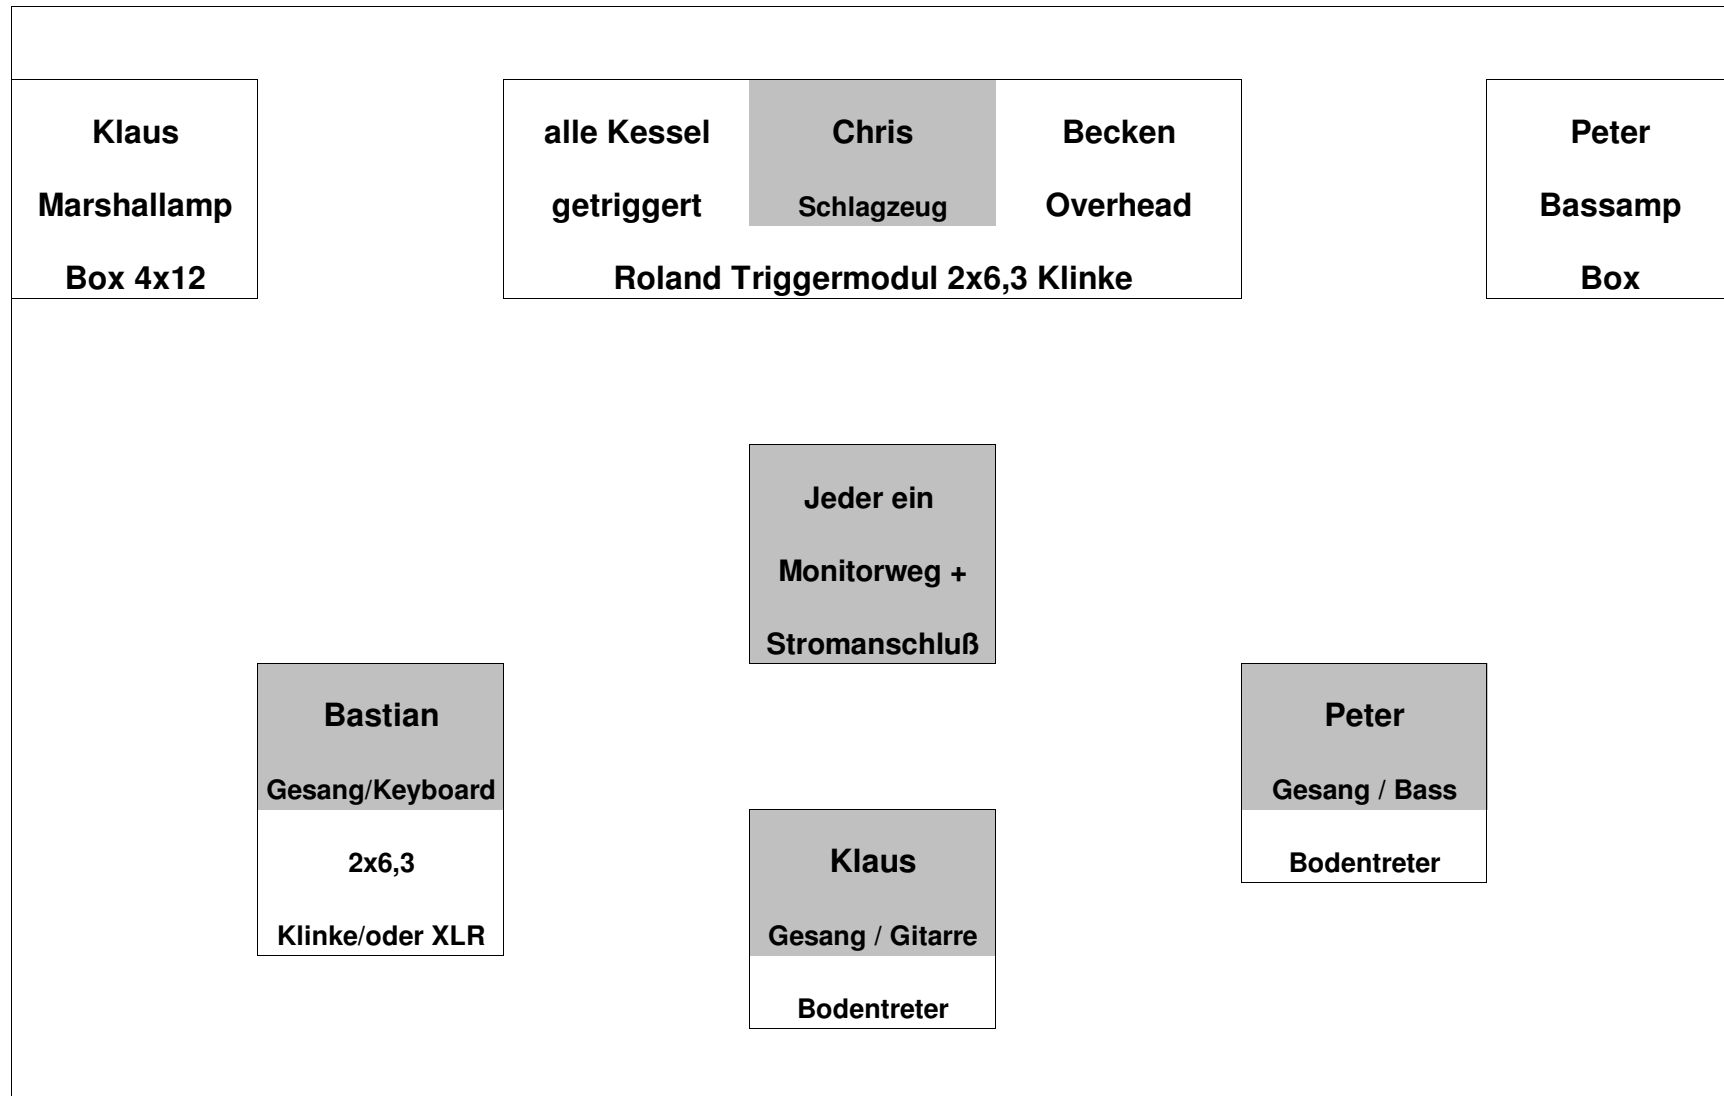 Klaus
Marshallamp
Box 4x12
alle Kessel
getriggert
Chris
Schlagzeug
Becken
Overhead
Roland Triggermodul 2x6,3 Klinke
Peter
Bassamp
Box
Jeder ein
Monitorweg +
Stromanschluß
Bastian
Gesang/Keyboard
2x6,3
Klinke/oder XLR
Klaus
Gesang / Gitarre
Bodentreter
Peter
Gesang / Bass
Bodentreter